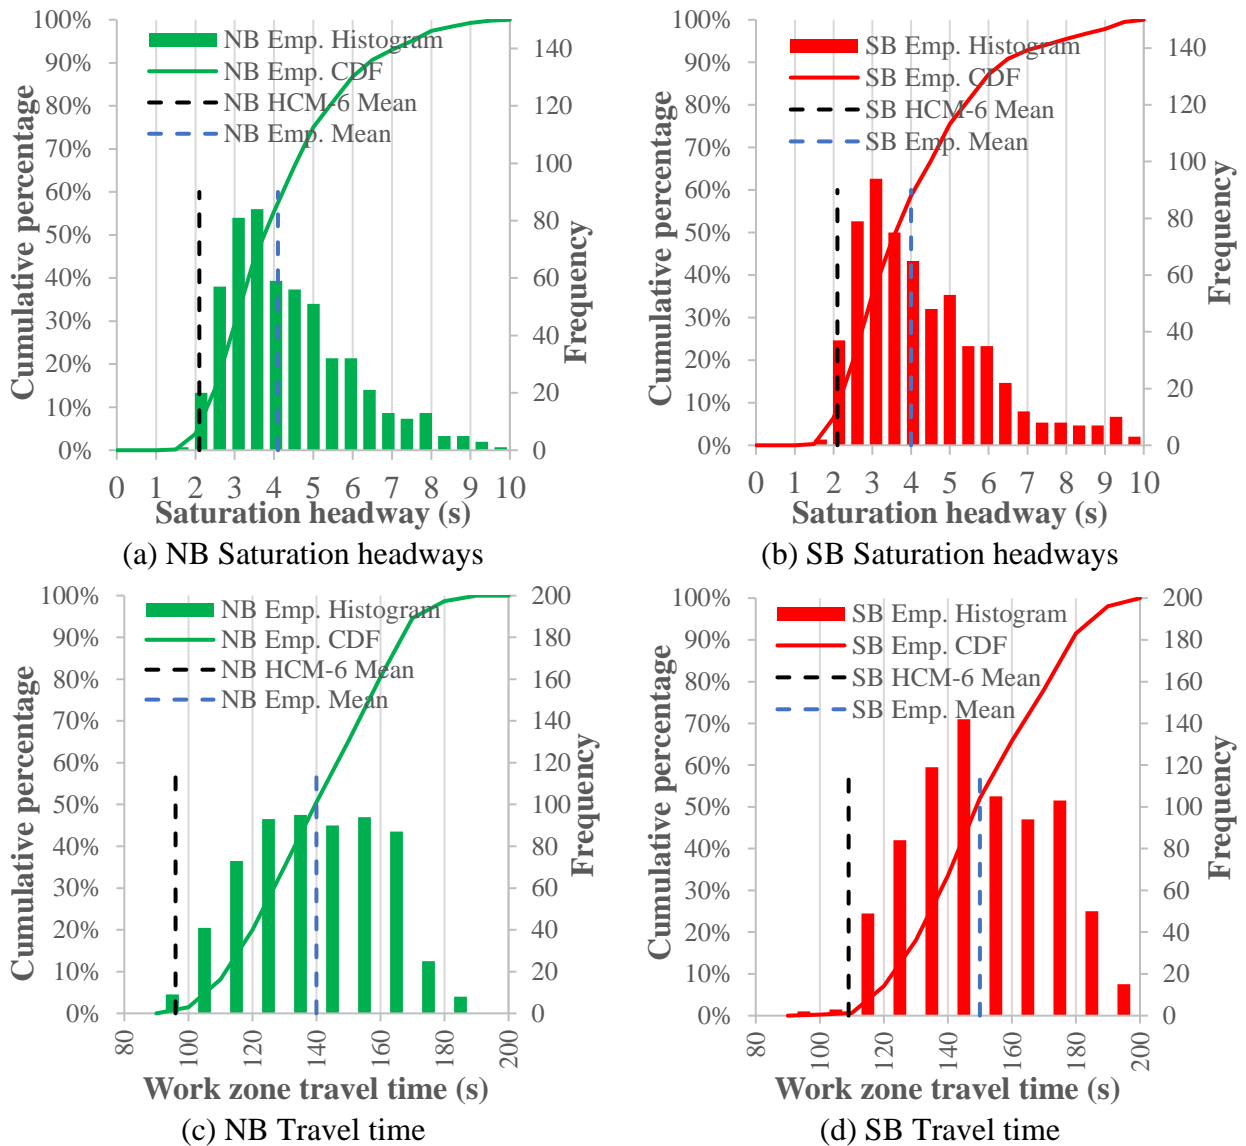 100%
90%
80%
70%
60%
50%
40%
30%
20%
10%
0%
Cumulative percentage
NB Emp. Histogram
NB Emp. CDF
NB HCM-6 Mean
NB Emp. Mean
140
120
100
80
60
40
20
0
Frequency
0 1 2 3 4 5 6 7 8 9 10
Saturation headway (s)
(a) NB Saturation headways
100%
90%
80%
70%
60%
50%
40%
30%
20%
10%
0%
Cumulative percentage
SB Emp. Histogram
SB Emp. CDF
SB HCM-6 Mean
SB Emp. Mean
140
120
100
80
60
40
20
0
Frequency
0 1 2 3 4 5 6 7 8 9 10
Saturation headway (s)
(b) SB Saturation headways
100%
90%
80%
70%
60%
50%
40%
30%
20%
10%
0%
Cumulative percentage
NB Emp. Histogram
NB Emp. CDF
NB HCM-6 Mean
NB Emp. Mean
200
180
160
140
120
100
80
60
40
20
0
Frequency
80 100 120 140 160 180 200
Work zone travel time (s)
(c) NB Travel time
100%
90%
80%
70%
60%
50%
40%
30%
20%
10%
0%
Cumulative percentage
SB Emp. Histogram
SB Emp. CDF
SB HCM-6 Mean
SB Emp. Mean
200
180
160
140
120
100
80
60
40
20
0
Frequency
80 100 120 140 160 180 200
Work zone travel time (s)
(d) SB Travel time